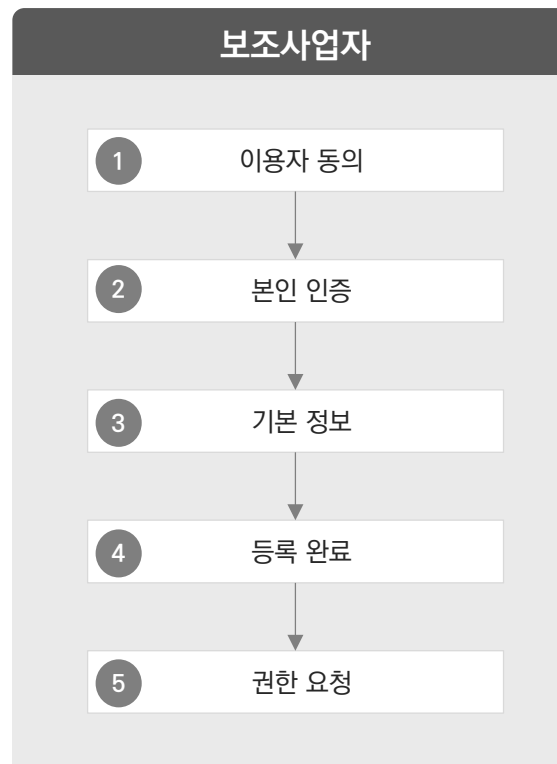 보조사업자
1 이용자 동의
2 본인 인증
3 기본 정보
4 등록 완료
5 권한 요청